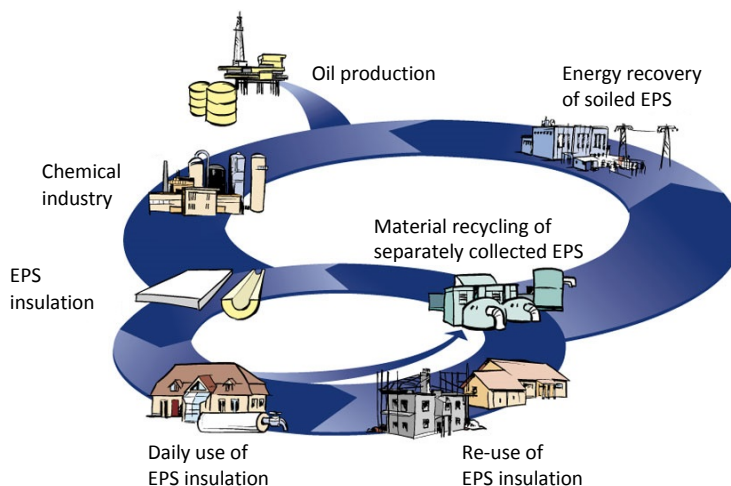 Oil production
Energy recovery
of soiled EPS
Chemical
industry
Material recycling of
separately collected EPS
EPS
insulation
Daily use of
EPS insulation
Re-use of
EPS insulation